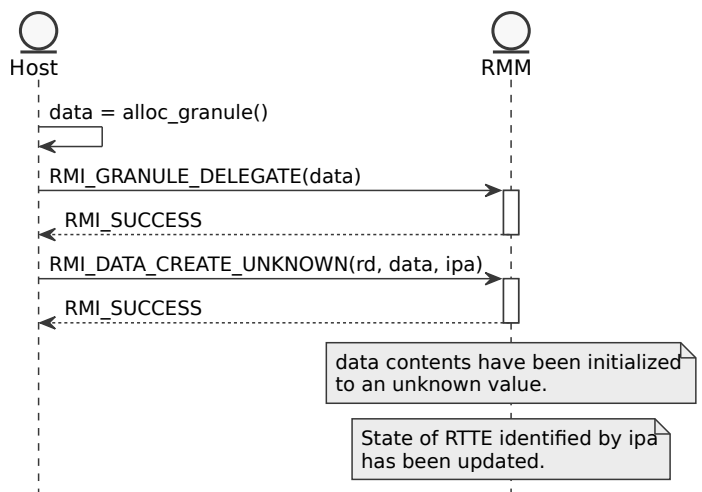 Host
RMM
data = alloc_granule()
RMI_GRANULE_DELEGATE(data)
RMI_SUCCESS
RMI_DATA_CREATE_UNKNOWN(rd, data, ipa)
RMI_SUCCESS
data contents have been initialized
to an unknown value.
State of RTTE identified by ipa
has been updated.